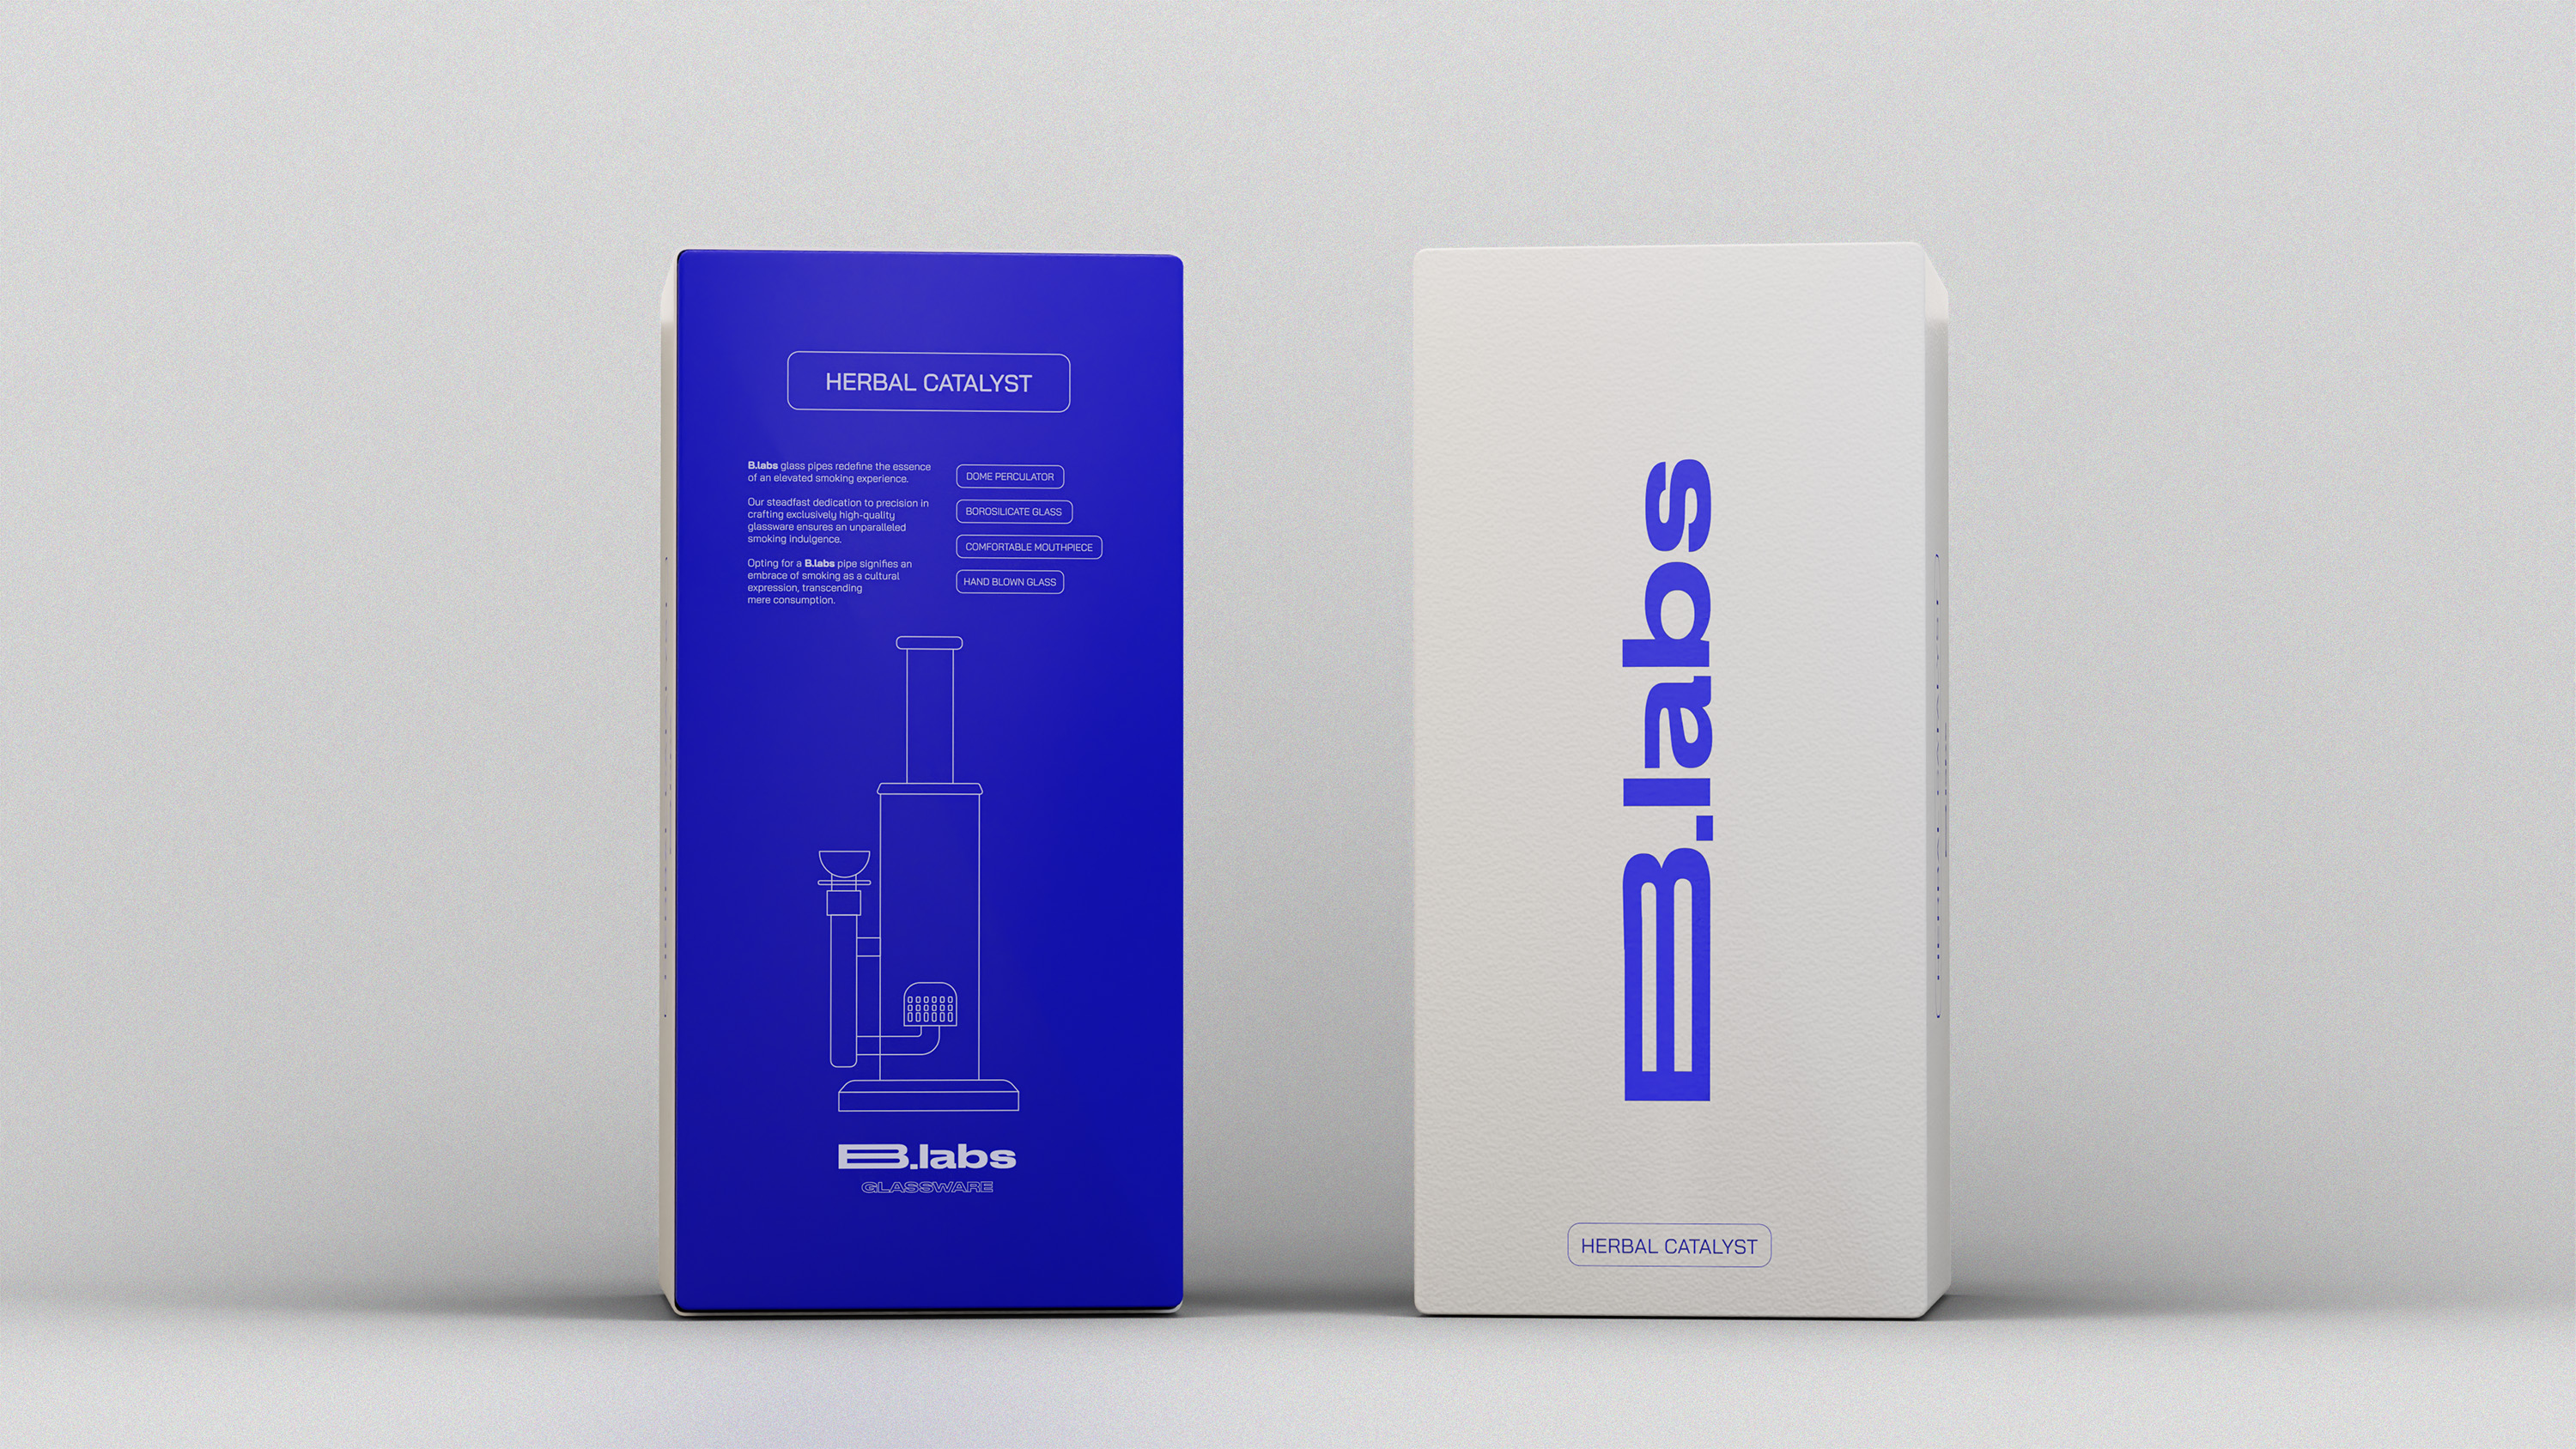 HERBAL CATALYST
B.labs glass pipes redefine the essence
of an elevated smoking experience.
Our steadfast dedication to precision in
crafting exclusively high-quality
glassware ensures an unparalleled
smoking indulgence.
Opting for a B.labs pipe signifies an
embrace of smoking as a cultural
expression, transcending
mere consumption.
DOME PERCULATOR
BOROSILICATE GLASS
COMFORTABLE MOUTHPIECE
HAND BLOWN GLASS
B.labs
GLASSWARE
B.labs
HERBAL CATALYST